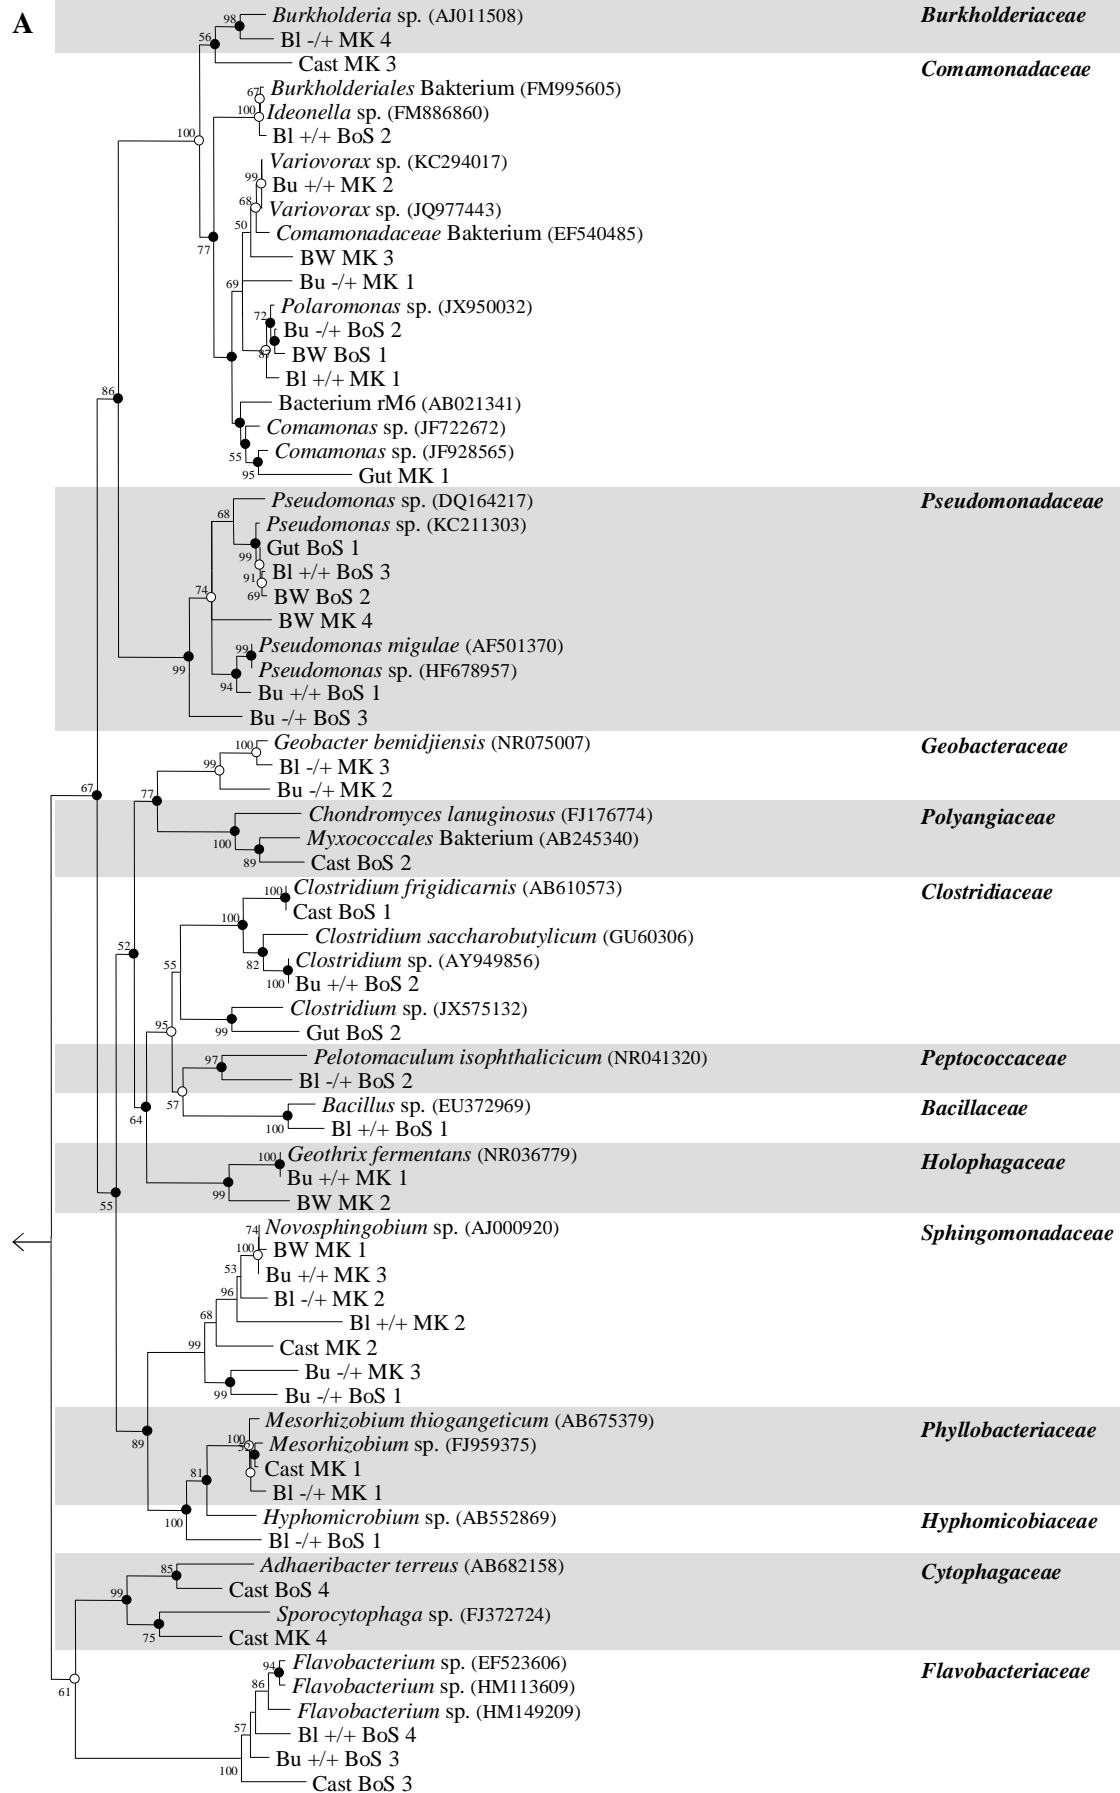 A
Burkholderia sp. (AJ011508)
Burkholderiaceae
98
Bl -/+ MK 4
56
Cast MK 3
Comamonadaceae
67
Burkholderiales Bakterium (FM995605)
100
Ideonella sp. (FM886860)
Bl +/+ BoS 2
100
Variovorax sp. (KC294017)
99
Bu +/+ MK 2
68
Variovorax sp. (JQ977443)
50
Comamonadaceae Bakterium (EF540485)
77
BW MK 3
69
Bu -/+ MK 1
Polaromonas sp. (JX950032)
72
Bu -/+ BoS 2
87
BW BoS 1
Bl +/+ MK 1
86
Bacterium rM6 (AB021341)
Comamonas sp. (JF722672)
55
Comamonas sp. (JF928565)
95
Gut MK 1
Pseudomonas sp. (DQ164217)
Pseudomonadaceae
68
Pseudomonas sp. (KC211303)
99
Gut BoS 1
91
Bl +/+ BoS 3
74
69
BW BoS 2
BW MK 4
99
Pseudomonas migulae (AF501370)
99
Pseudomonas sp. (HF678957)
94
Bu +/+ BoS 1
Bu -/+ BoS 3
100
Geobacter bemidjiensis (NR075007)
Geobacteraceae
99
Bl -/+ MK 3
67
77
Bu -/+ MK 2
Chondromyces lanuginosus (FJ176774)
Polyangiaceae
100
Myxococcales Bakterium (AB245340)
89
Cast BoS 2
100
Clostridium frigidicarnis (AB610573)
Clostridiaceae
Cast BoS 1
100
Clostridium saccharobutylicum (GU60306)
52
55
82
Clostridium sp. (AY949856)
100
Bu +/+ BoS 2
Clostridium sp. (JX575132)
95
99
Gut BoS 2
97
Pelotomaculum isophthalicicum (NR041320)
Peptococcaceae
Bl -/+ BoS 2
57
Bacillus sp. (EU372969)
Bacillaceae
64
100
Bl +/+ BoS 1
100
Geothrix fermentans (NR036779)
Holophagaceae
Bu +/+ MK 1
55
99
BW MK 2
74
Novosphingobium sp. (AJ000920)
Sphingomonadaceae
100
BW MK 1
53
Bu +/+ MK 3
96
Bl -/+ MK 2
68
Bl +/+ MK 2
99
Cast MK 2
Bu -/+ MK 3
99
Bu -/+ BoS 1
Mesorhizobium thiogangeticum (AB675379)
Phyllobacteriaceae
89
100
Mesorhizobium sp. (FJ959375)
81
Cast MK 1
Bl -/+ MK 1
100
Hyphomicrobium sp. (AB552869)
Hyphomicobiaceae
Bl -/+ BoS 1
85
Adhaeribacter terreus (AB682158)
Cytophagaceae
99
Cast BoS 4
Sporocytophaga sp. (FJ372724)
75
Cast MK 4
94
Flavobacterium sp. (EF523606)
Flavobacteriaceae
61
86
Flavobacterium sp. (HM113609)
Flavobacterium sp. (HM149209)
57
Bl +/+ BoS 4
Bu +/+ BoS 3
100
Cast BoS 3